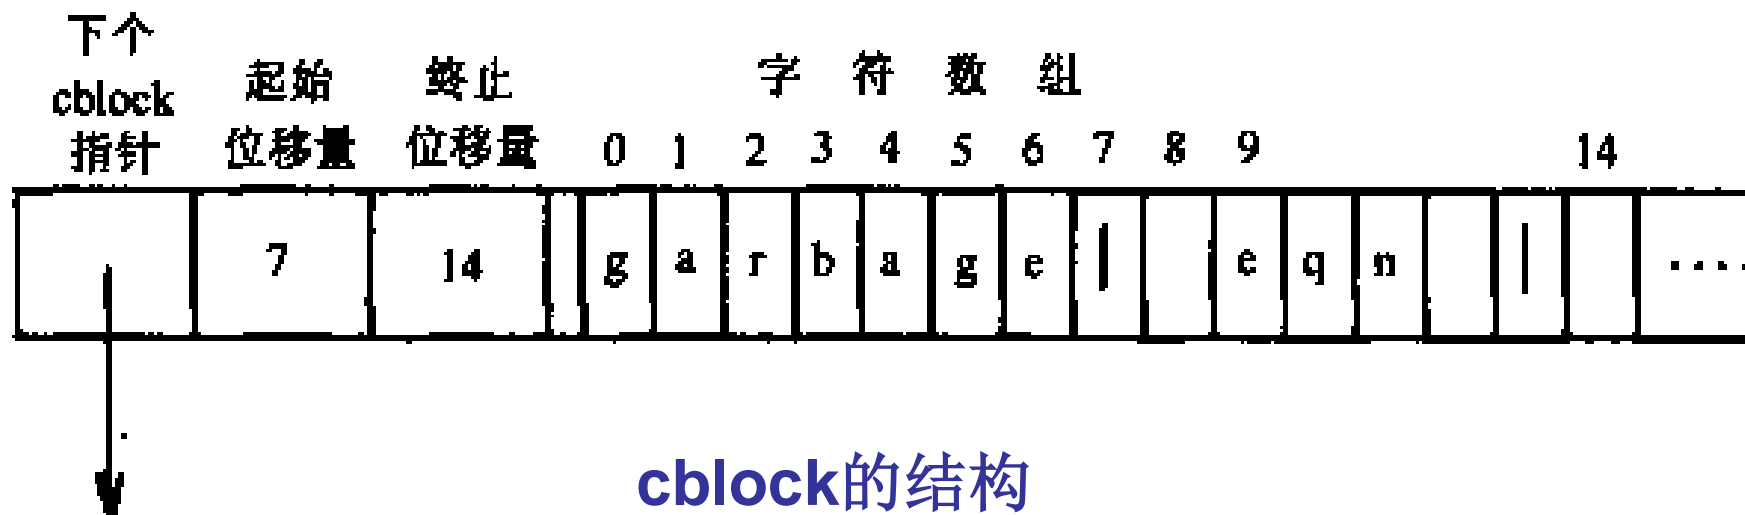 下个
cblock
指针
起始
位移量
终止
位移量
字 符 数 组
0 1 2 3 4 5 6 7 8 9 14
7 14 g a r b a g e | e q n | ....
cblock的结构